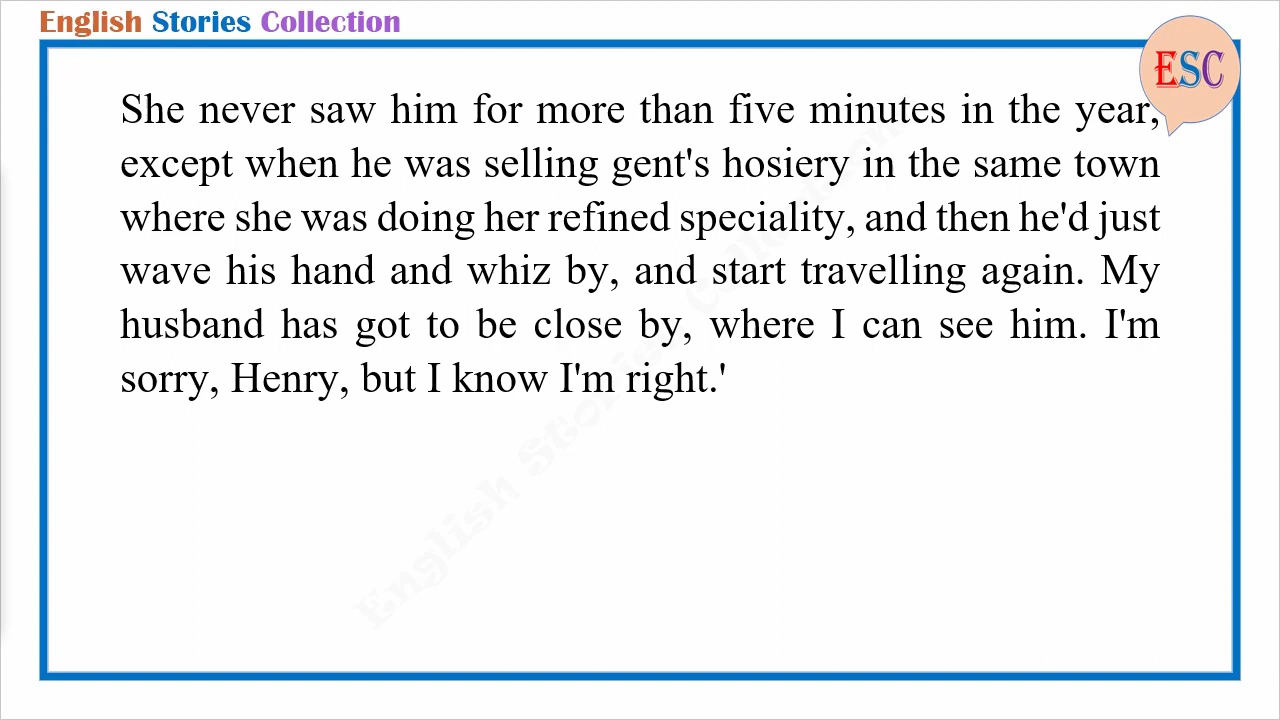 English Stories Collection
ESC
She never saw him for more than five minutes in the year,
except when he was selling gent's hosiery in the same town
where she was doing her refined speciality, and then he'd just
wave his hand and whiz by, and start travelling again. My
husband has got to be close by, where I can see him. I'm
sorry, Henry, but I know I'm right.'
English Stories Collection